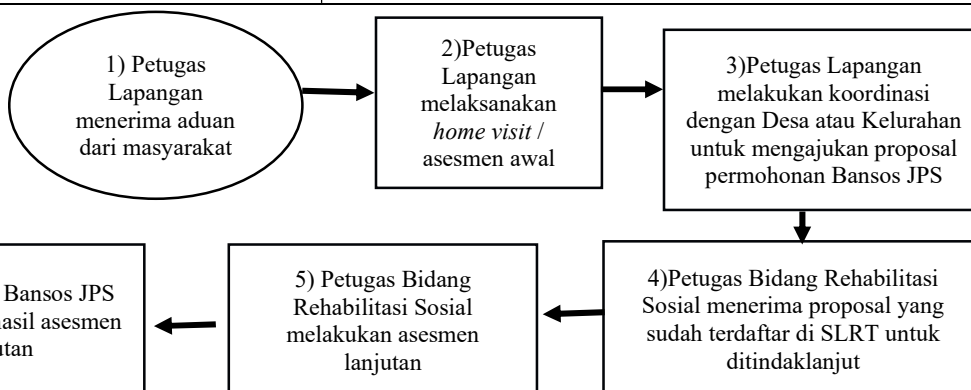 1) Petugas
Lapangan
menerima aduan
dari masyarakat
2)Petugas
Lapangan
melaksanakan
home visit /
asesmen awal
3)Petugas Lapangan
melakukan koordinasi
dengan Desa atau Kelurahan
untuk mengajukan proposal
permohonan Bansos JPS
4)Petugas Bidang Rehabilitasi
Sosial menerima proposal yang
sudah terdaftar di SLRT untuk
ditindaklanjut
5) Petugas Bidang
Rehabilitasi Sosial
melakukan asesmen
lanjutan
Bansos JPS
asesmen